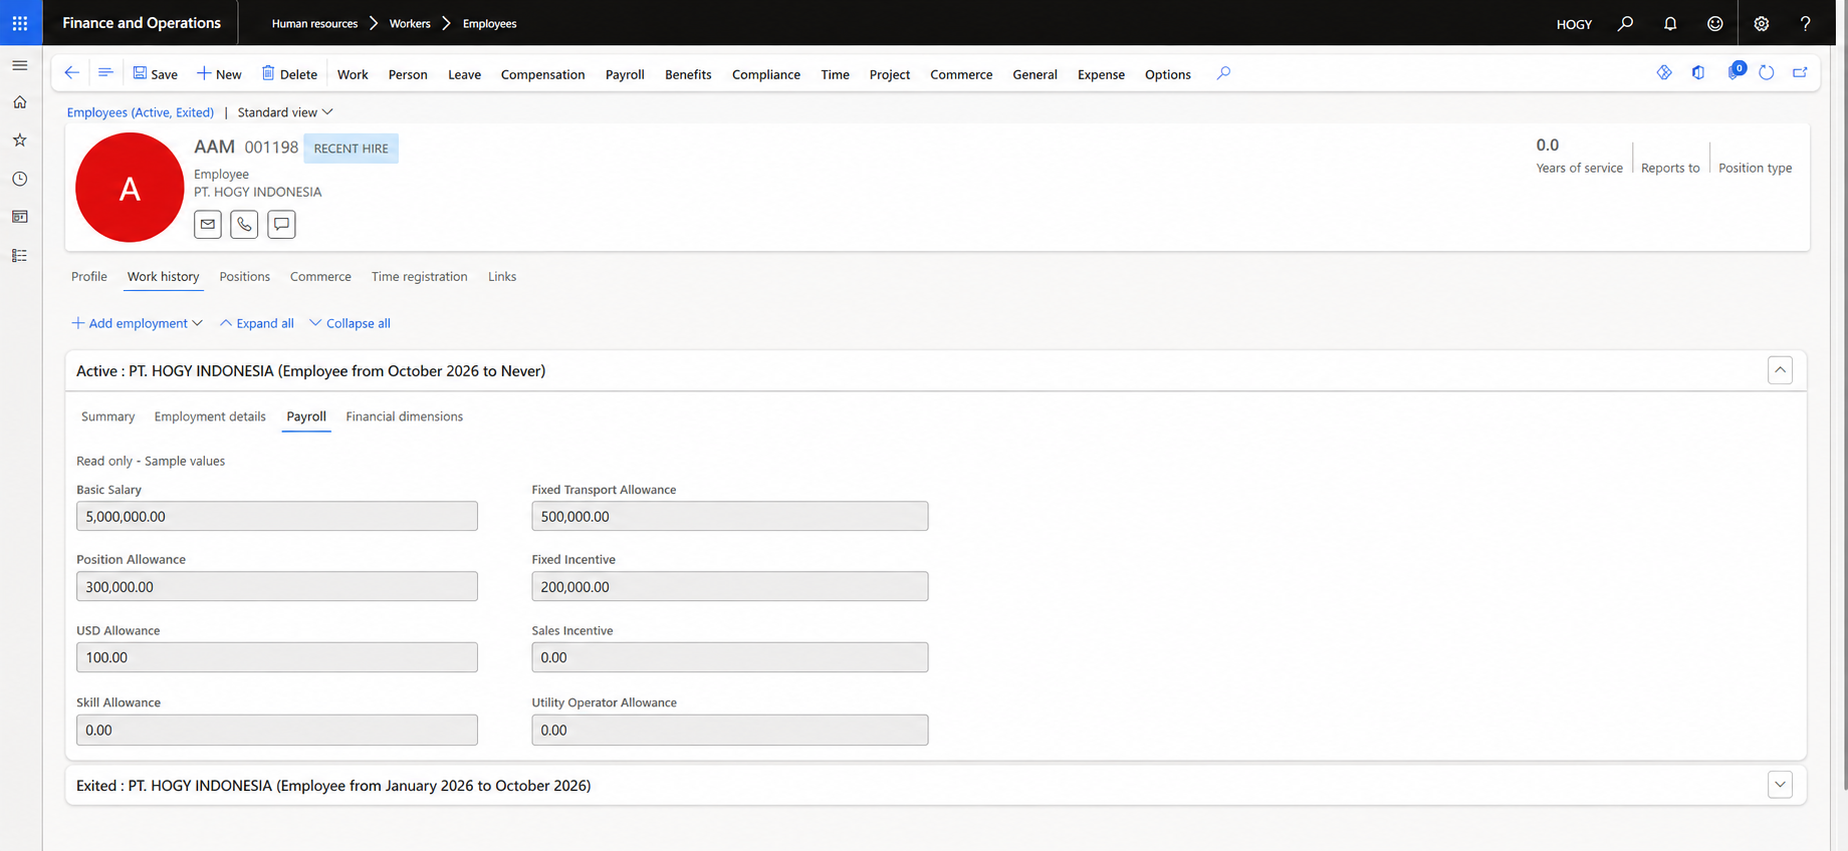 Finance and Operations
Human resources
Workers
Employees
HOGY
?
Save
New
Delete
Work
Person
Leave
Compensation
Payroll
Benefits
Compliance
Time
Project
Commerce
General
Expense
Options
0
Employees (Active, Exited) | Standard view
A
AAM 001198 RECENT HIRE
Employee
PT. HOGY INDONESIA
0.0
Years of service
Reports to
Position type
Profile
Work history
Positions
Commerce
Time registration
Links
Add employment
Expand all
Collapse all
Active : PT. HOGY INDONESIA (Employee from October 2026 to Never)
Summary
Employment details
Payroll
Financial dimensions
Read only - Sample values
Basic Salary
5,000,000.00
Fixed Transport Allowance
500,000.00
Position Allowance
300,000.00
Fixed Incentive
200,000.00
USD Allowance
100.00
Sales Incentive
0.00
Skill Allowance
0.00
Utility Operator Allowance
0.00
Exited : PT. HOGY INDONESIA (Employee from January 2026 to October 2026)